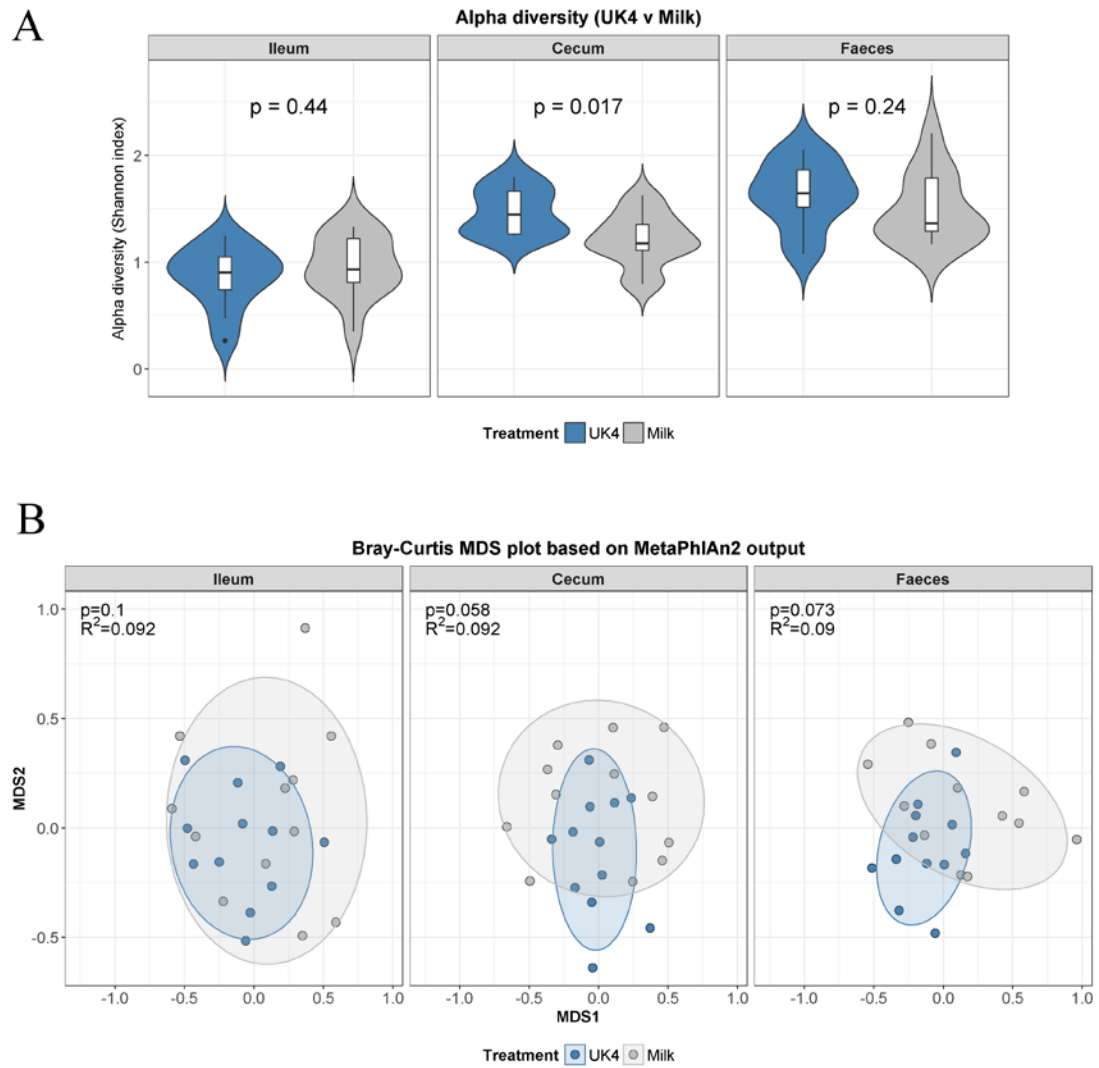 A
Alpha diversity (UK4 v Milk)
Ileum Cecum Faeces
p = 0.44 p = 0.017 p = 0.24
Alpha diversity (Shannon index)
2
1
0
Treatment UK4 Milk
B
Bray-Curtis MDS plot based on MetaPhlAn2 output
Ileum Cecum Faeces
p=0.1 p=0.058 p=0.073
R²=0.092 R²=0.092 R²=0.09
MDS2
1.0
0.5
0.0
-0.5
-1.0 -0.5 0.0 0.5 1.0 -1.0 -0.5 0.0 0.5 1.0 -1.0 -0.5 0.0 0.5 1.0
MDS1
Treatment UK4 Milk